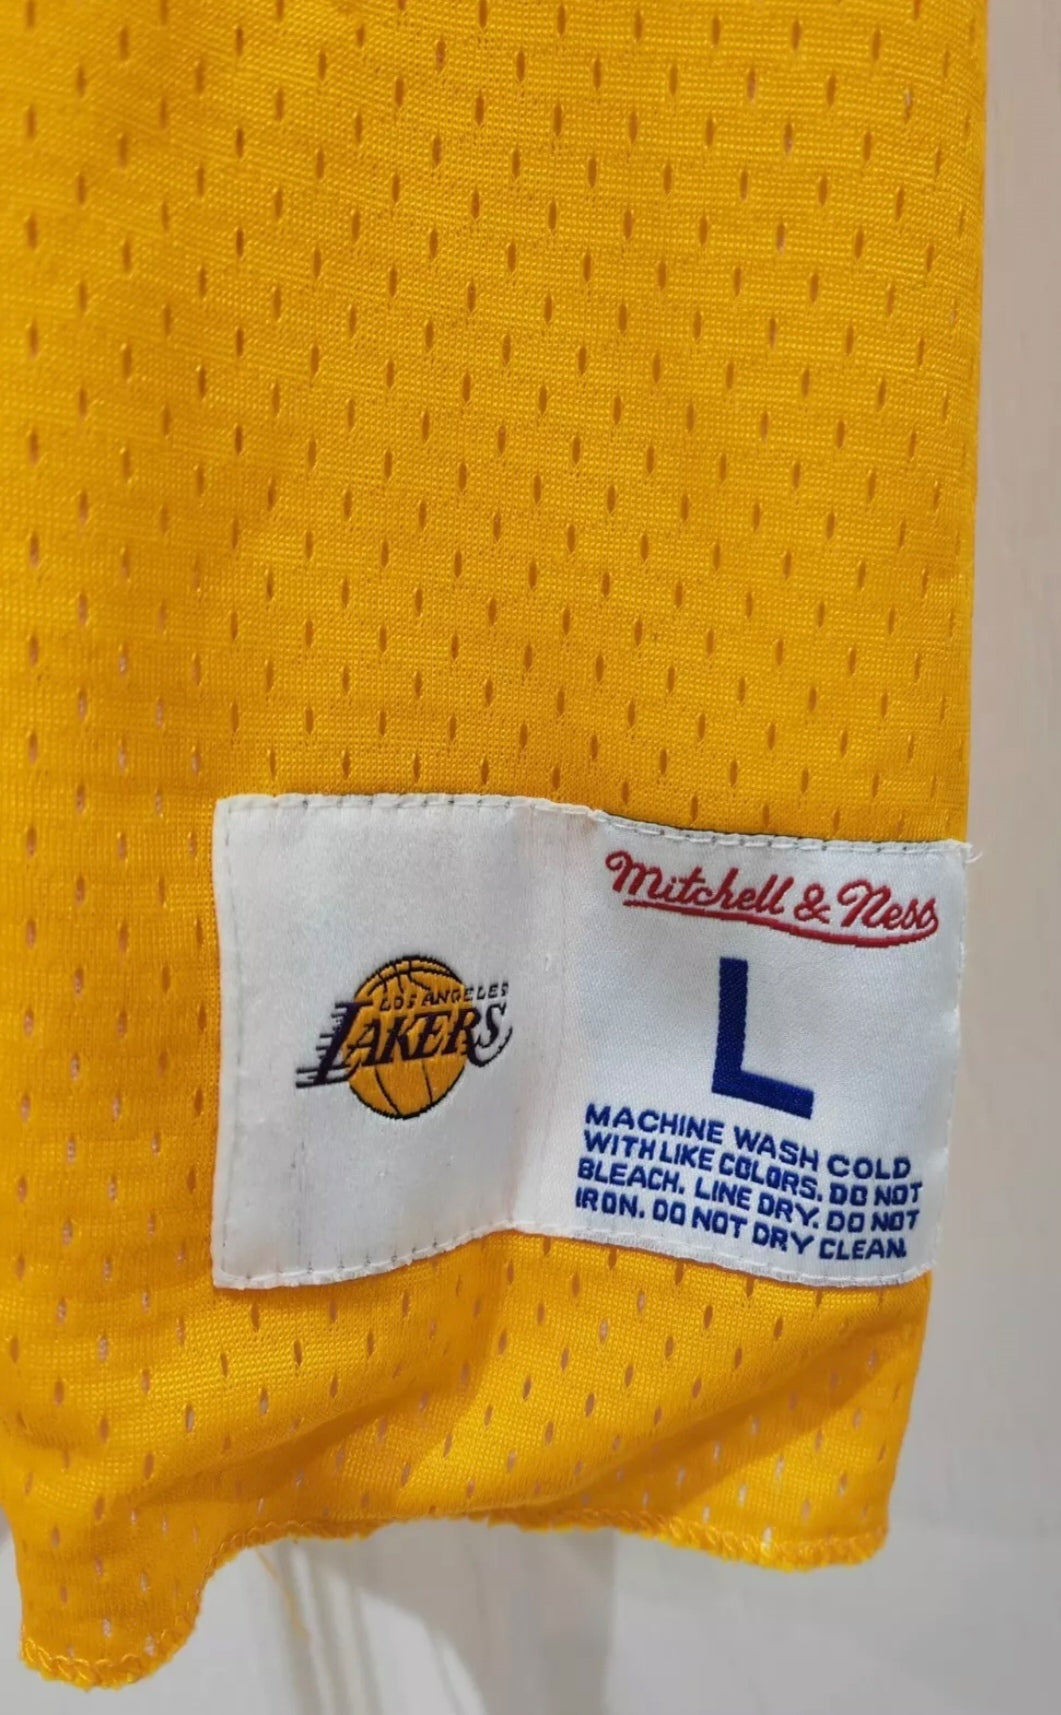 Mitchell & Ness
LOS ANGELES
LAKERS
L
MACHINE WASH COLD
WITH LIKE COLORS. DO NOT
BLEACH. LINE DRY. DO NOT
IRON. DO NOT DRY CLEAN.